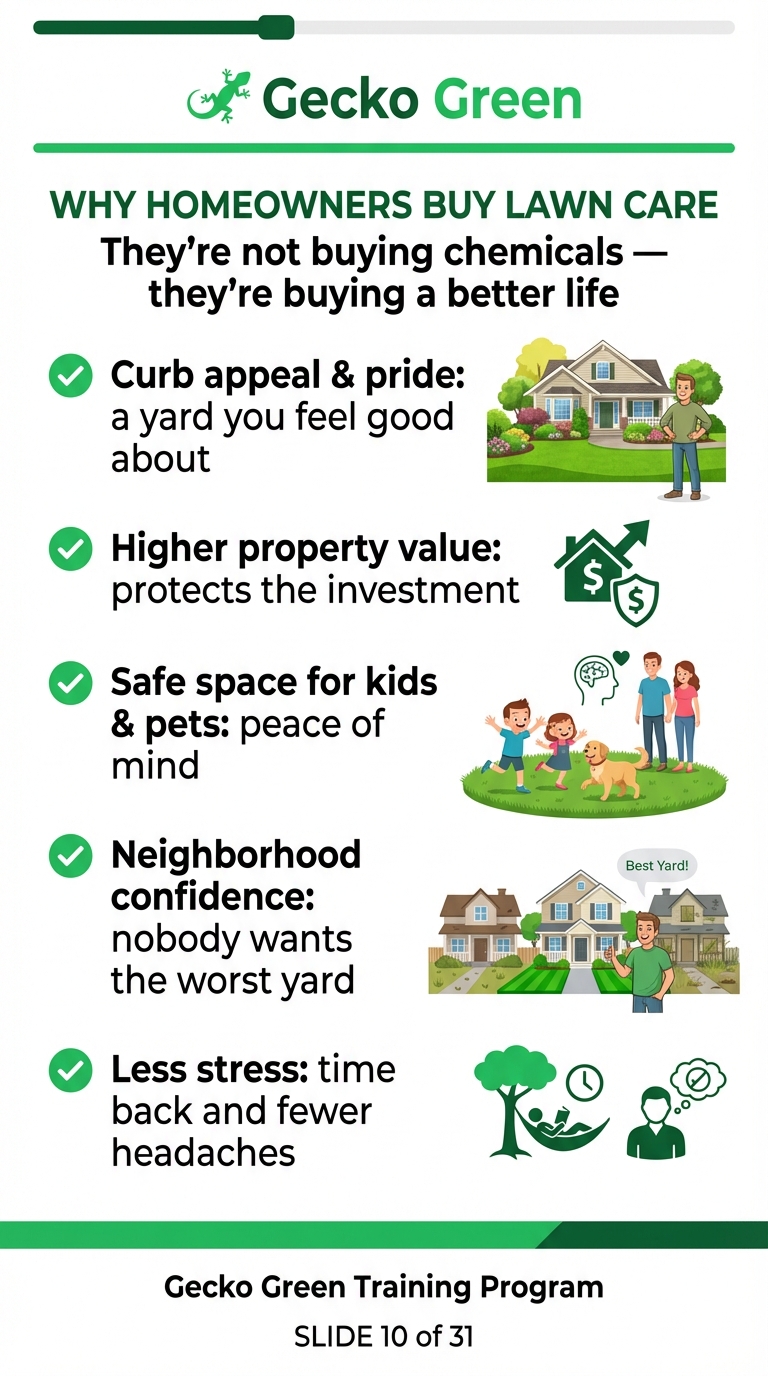 Gecko Green
WHY HOMEOWNERS BUY LAWN CARE
They’re not buying chemicals —
they’re buying a better life
Curb appeal & pride:
a yard you feel good
about
Higher property value:
protects the investment
$
$
Safe space for kids
& pets: peace of
mind
Neighborhood
confidence:
nobody wants
the worst yard
Best Yard!
Less stress: time
back and fewer
headaches
Gecko Green Training Program
SLIDE 10 of 31